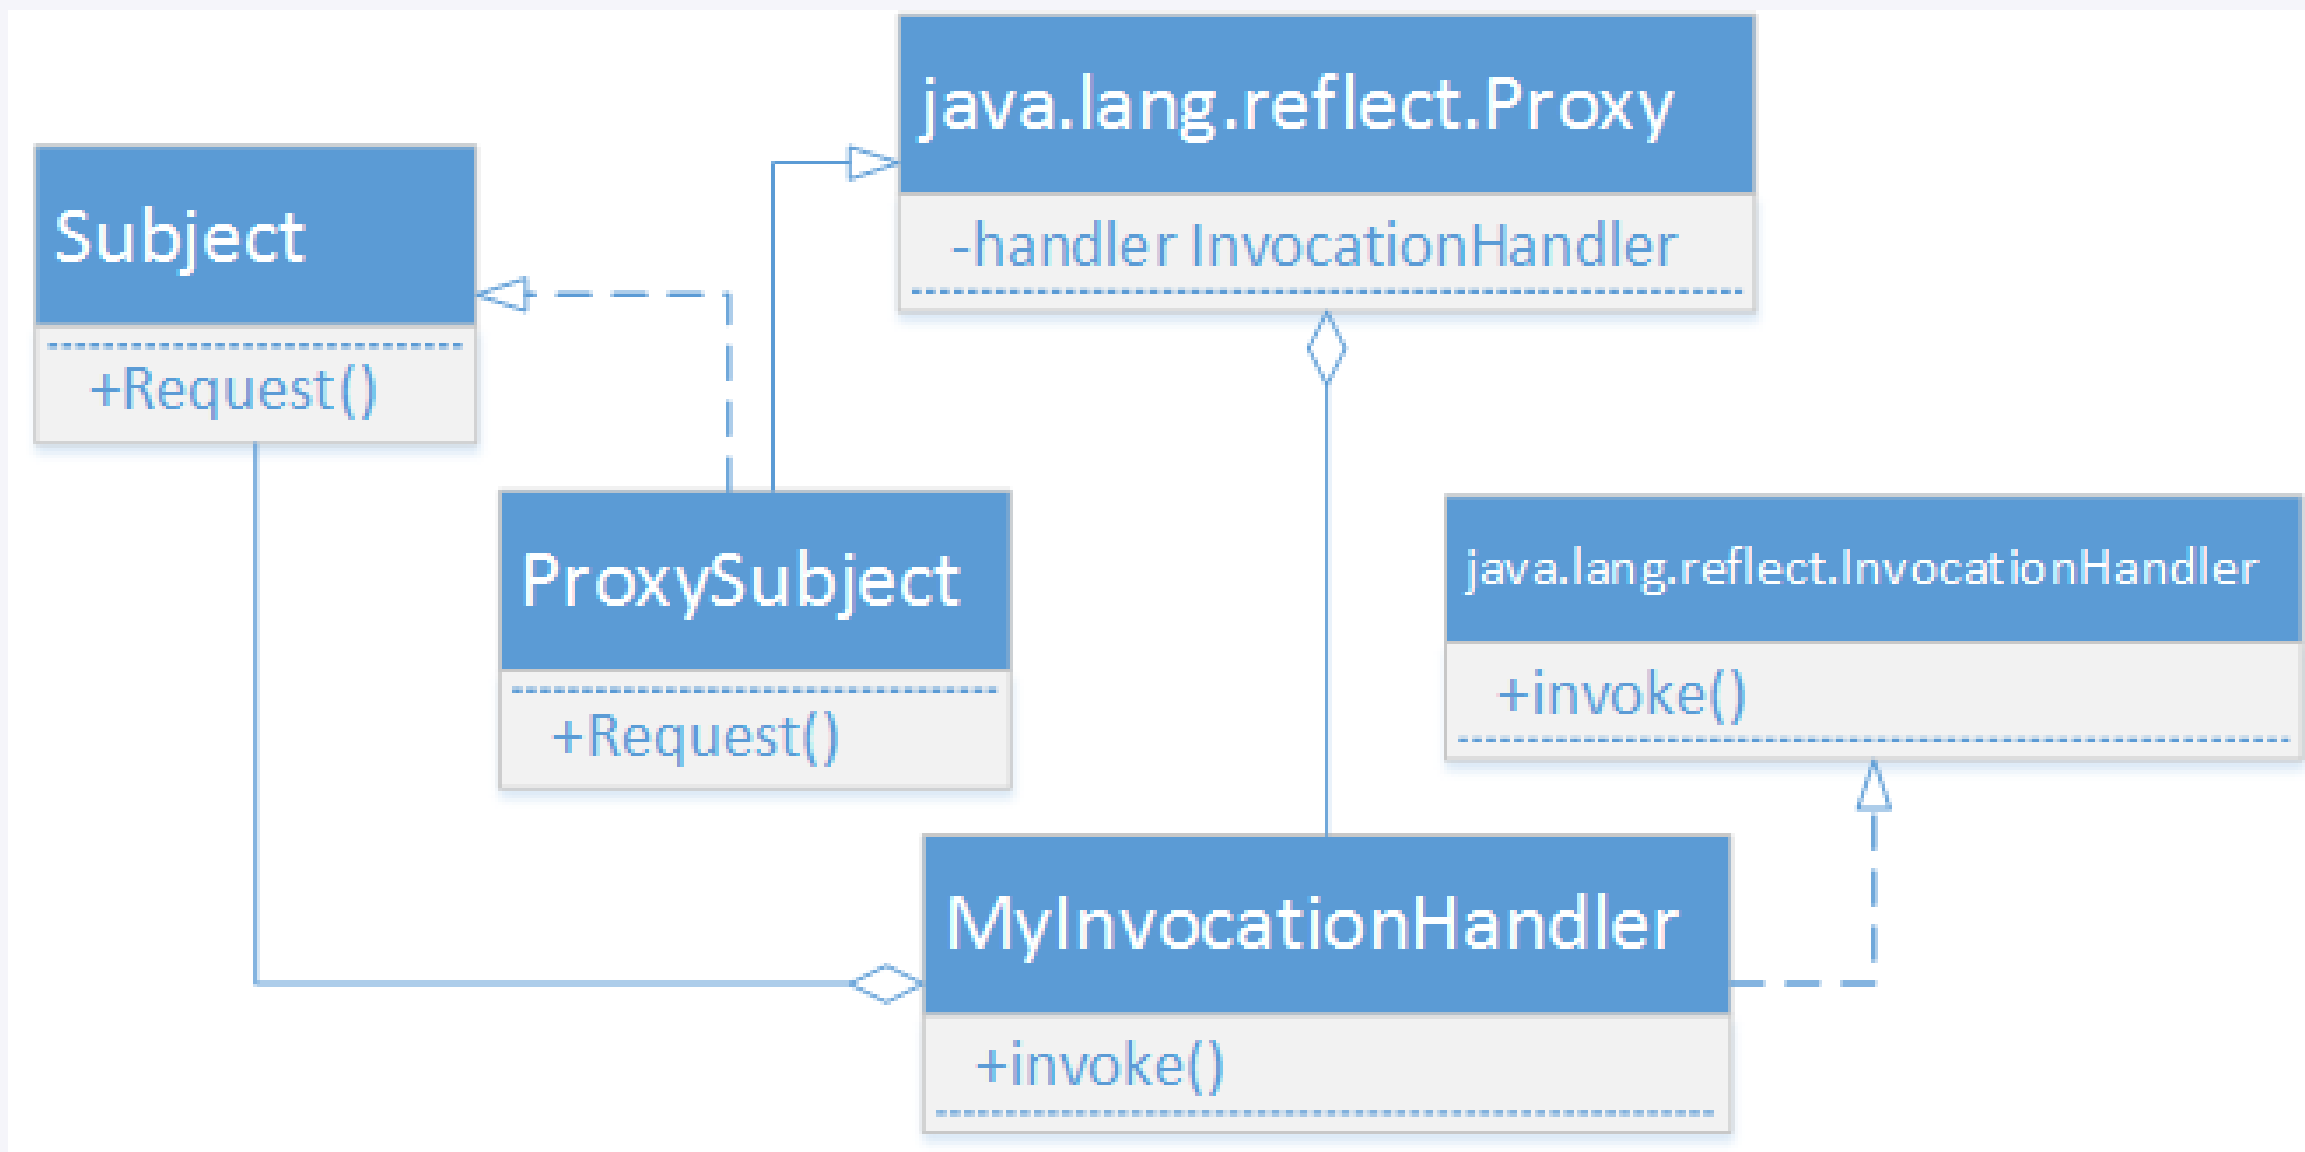 java.lang.reflect.Proxy
-handler InvocationHandler
Subject
+Request()
ProxySubject
+Request()
java.lang.reflect.InvocationHandler
+invoke()
MyInvocationHandler
+invoke()